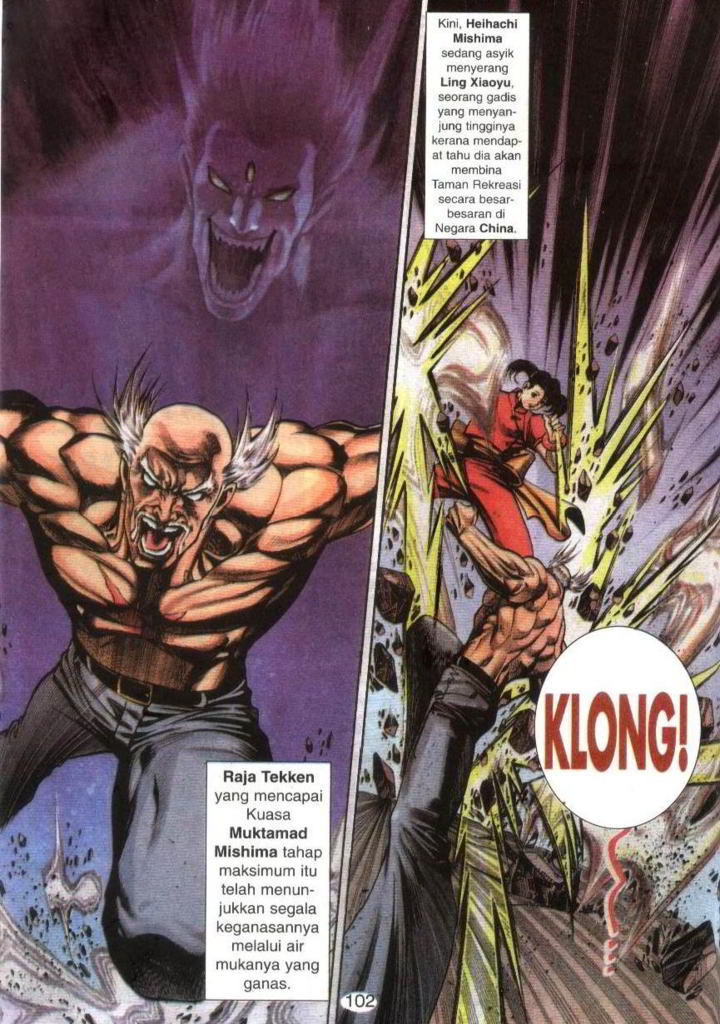 Kini, Heihachi
Mishima
sedang asyik
menyerang
Ling Xiaoyu,
seorang gadis
yang menyan-
jung tingginya
kerana mendap-
at tahu dia akan
membina
Taman Rekreasi
secara besar-
besaran di
Negara China.
KLONG!
Raja Tekken
yang mencapai
Kuasa
Muktamad
Mishima tahap
maksimum itu
telah menun-
jukkan segala
keganasannya
melalui air
mukanya yang
ganas.
102